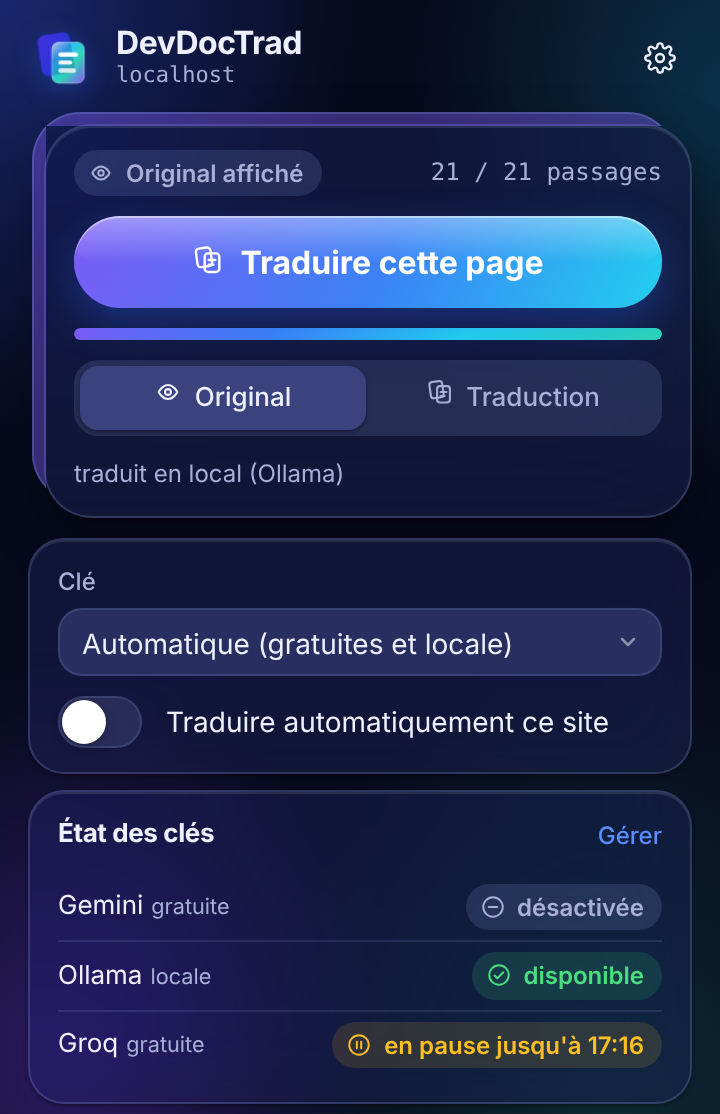 DevDocTrad
localhost
Original affiché
21 / 21 passages
Traduire cette page
Original
Traduction
traduit en local (Ollama)
Clé
Automatique (gratuites et locale)
Traduire automatiquement ce site
État des clés
Gérer
Gemini gratuite
désactivée
Ollama locale
disponible
Groq gratuite
en pause jusqu'à 17:16